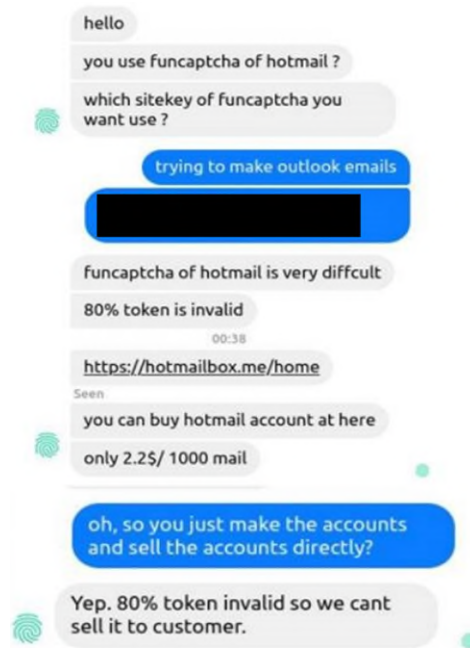 hello
you use funcaptcha of hotmail ?
which sitekey of funcaptcha you
want use ?
trying to make outlook emails
funcaptcha of hotmail is very diffcult
80% token is invalid
00:38
https://hotmailbox.me/home
Seen
you can buy hotmail account at here
only 2.2$/ 1000 mail
oh, so you just make the accounts
and sell the accounts directly?
Yep. 80% token invalid so we cant
sell it to customer.